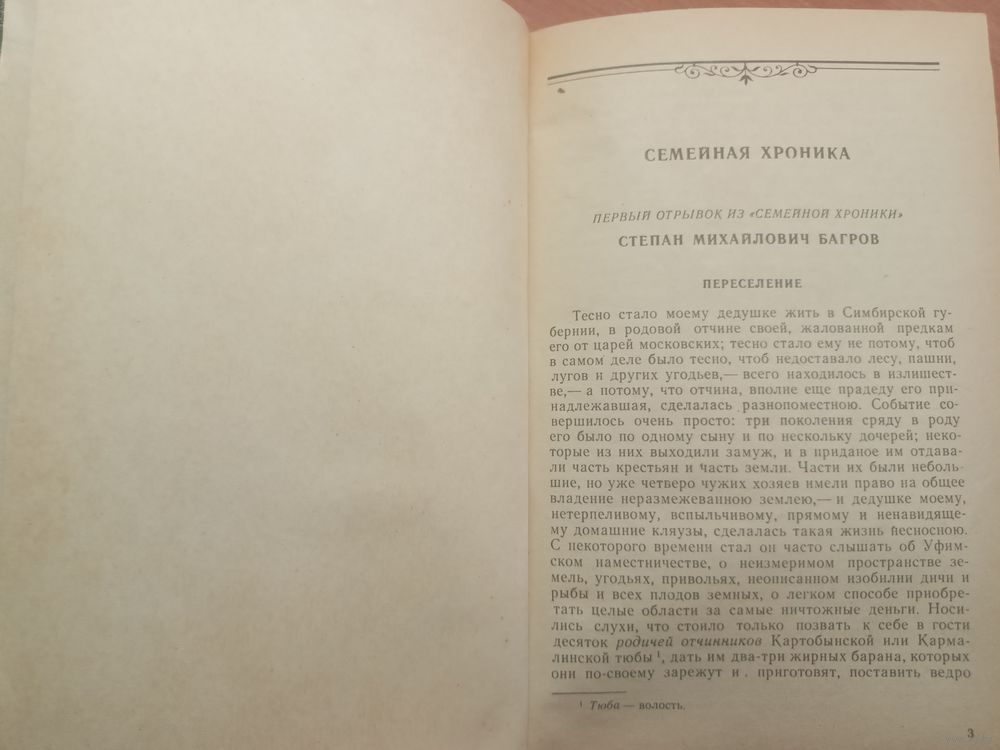 СЕМЕЙНАЯ ХРОНИКА
ПЕРВЫЙ ОТРЫВОК ИЗ «СЕМЕЙНОЙ ХРОНИКИ»
СТЕПАН МИХАЙЛОВИЧ БАГРОВ
ПЕРЕСЕЛЕНИЕ
Тесно стало моему дедушке жить в Симбирской гу-
бернии, в родовой отчине своей, жалованной предкам
его от царей московских; тесно стало ему не потому, чтоб
в самом деле было тесно, чтоб недоставало лесу, пашни,
лугов и других угодьев,— всего находилось в излишест-
ве,— а потому, что отчина, вполне еще прадеду его при-
надлежавшая, сделалась разнопоместною. Событие со-
вершилось очень просто: три поколения сряду в роду
его было по одному сыну и по нескольку дочерей; неко-
торые из них выходили замуж, и в приданое им отдава-
ли часть крестьян и часть земли. Части их были неболь-
шие, но уже четверо чужих хозяев имели право на общее
владение неразмежеванною землею,— и дедушке моему,
нетерпеливому, вспыльчивому, прямому и ненавидяще-
му домашние кляузы, сделалась такая жизнь несносною.
С некоторого времени стал он часто слышать об Уфим-
ском наместничестве, о неизмеримом пространстве зе-
мель, угодьях, привольях, неописанном изобилии дичи и
рыбы и всех плодов земных, о легком способе приобре-
тать целые области за самые ничтожные деньги. Носи-
лись слухи, что стоило только позвать к себе в гости
десяток родичей отчинников Картобынской или Карма-
линской тюбы ¹, дать им два-три жирных барана, которых
они по-своему зарежут и . приготовят, поставить ведро
¹ Тюба — волость.
3